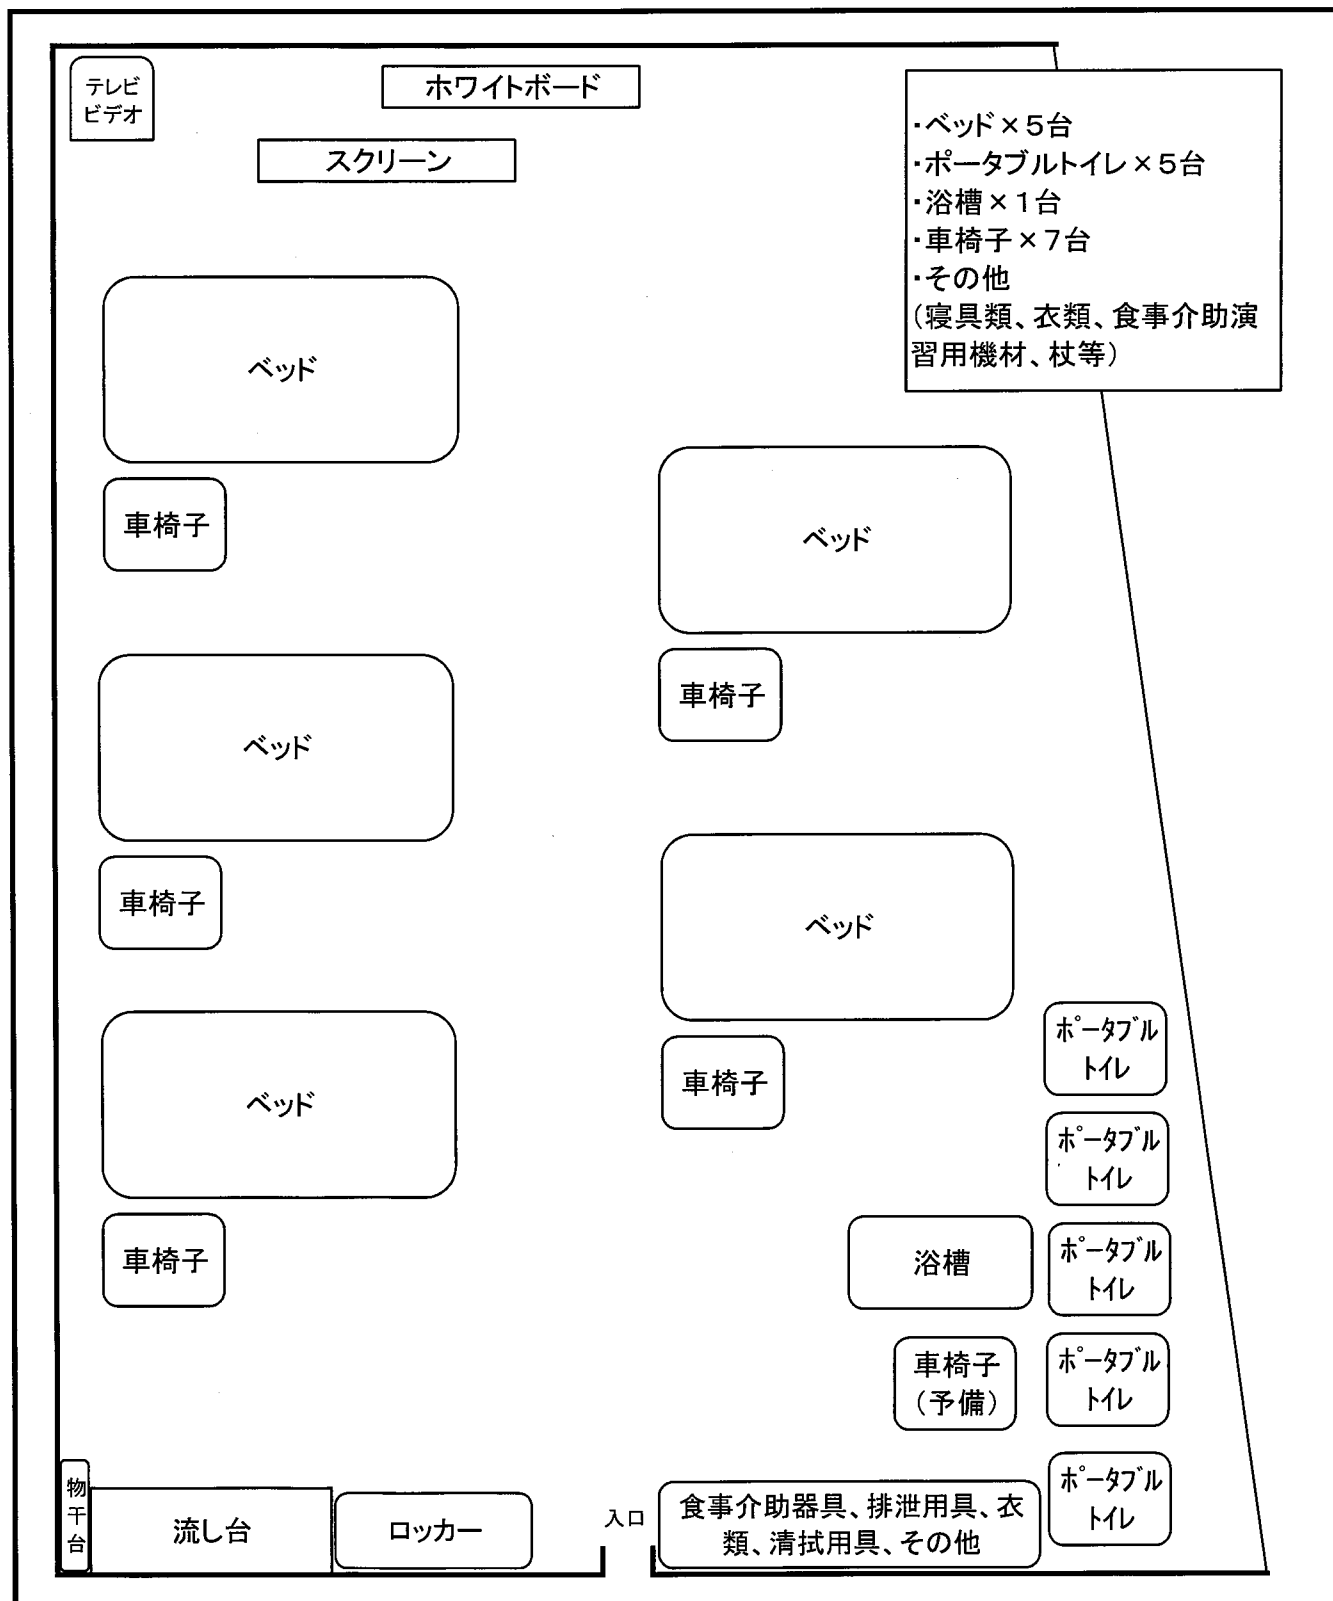 テレビ
ビデオ
ホワイトボード
スクリーン
・ベッド×5台
・ポータブルトイレ×5台
・浴槽×1台
・車椅子×7台
・その他
(寝具類、衣類、食事介助演
習用機材、杖等)
ベッド
車椅子
ベッド
車椅子
ベッド
車椅子
ベッド
車椅子
ベッド
車椅子
ポータブル
トイレ
ポータブル
トイレ
浴槽
ポータブル
トイレ
車椅子
(予備)
ポータブル
トイレ
物干台
流し台
ロッカー
入口
食事介助器具、排泄用具、衣
類、清拭用具、その他
ポータブル
トイレ